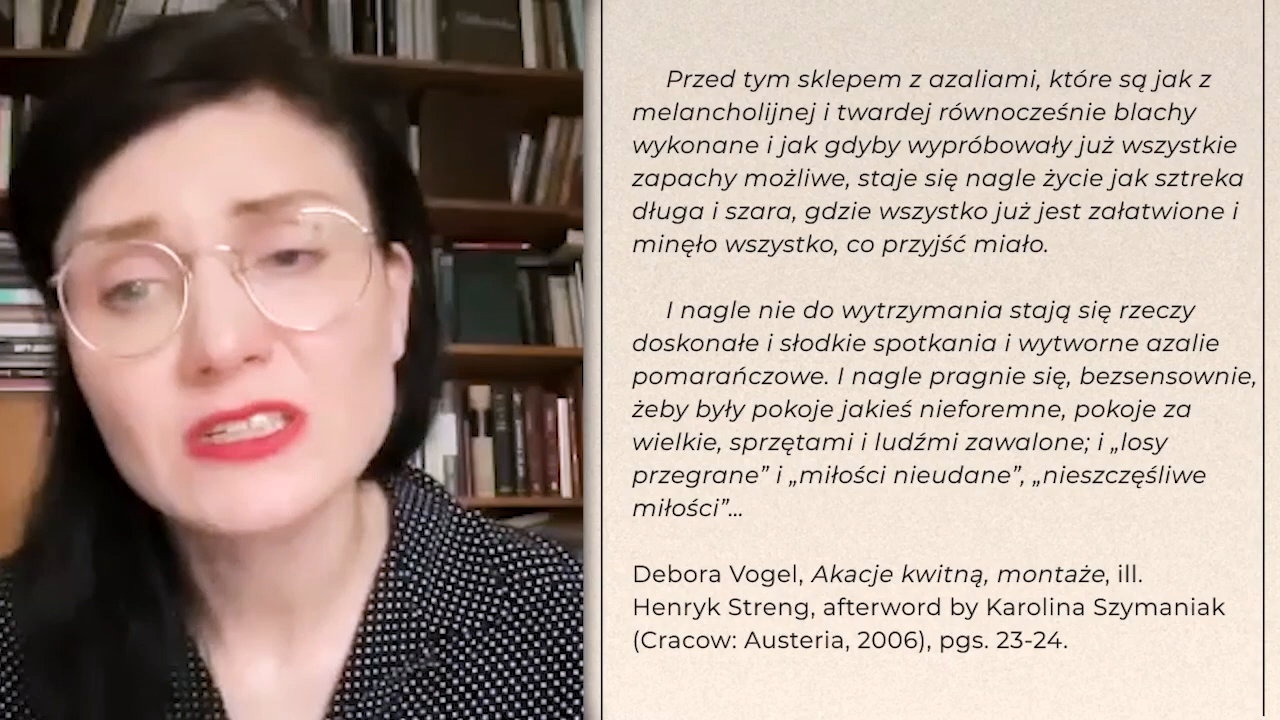 Przed tym sklepem z azaliami, które są jak z
melancholijnej i twardej równocześnie blachy
wykonane i jak gdyby wypróbowały już wszystkie
zapachy możliwe, staje się nagle życie jak sztreka
długa i szara, gdzie wszystko już jest załatwione i
minęło wszystko, co przyjść miało.
I nagle nie do wytrzymania stają się rzeczy
doskonałe i słodkie spotkania i wytworne azalie
pomarańczowe. I nagle pragnie się, bezsensownie,
żeby były pokoje jakieś nieforemne, pokoje za
wielkie, sprzętami i ludźmi zawalone; i „losy
przegrane” i „miłości nieudane”, „nieszczęśliwe
miłości”...
Debora Vogel, Akacje kwitną, montaże, ill.
Henryk Streng, afterword by Karolina Szymaniak
(Cracow: Austeria, 2006), pgs. 23-24.